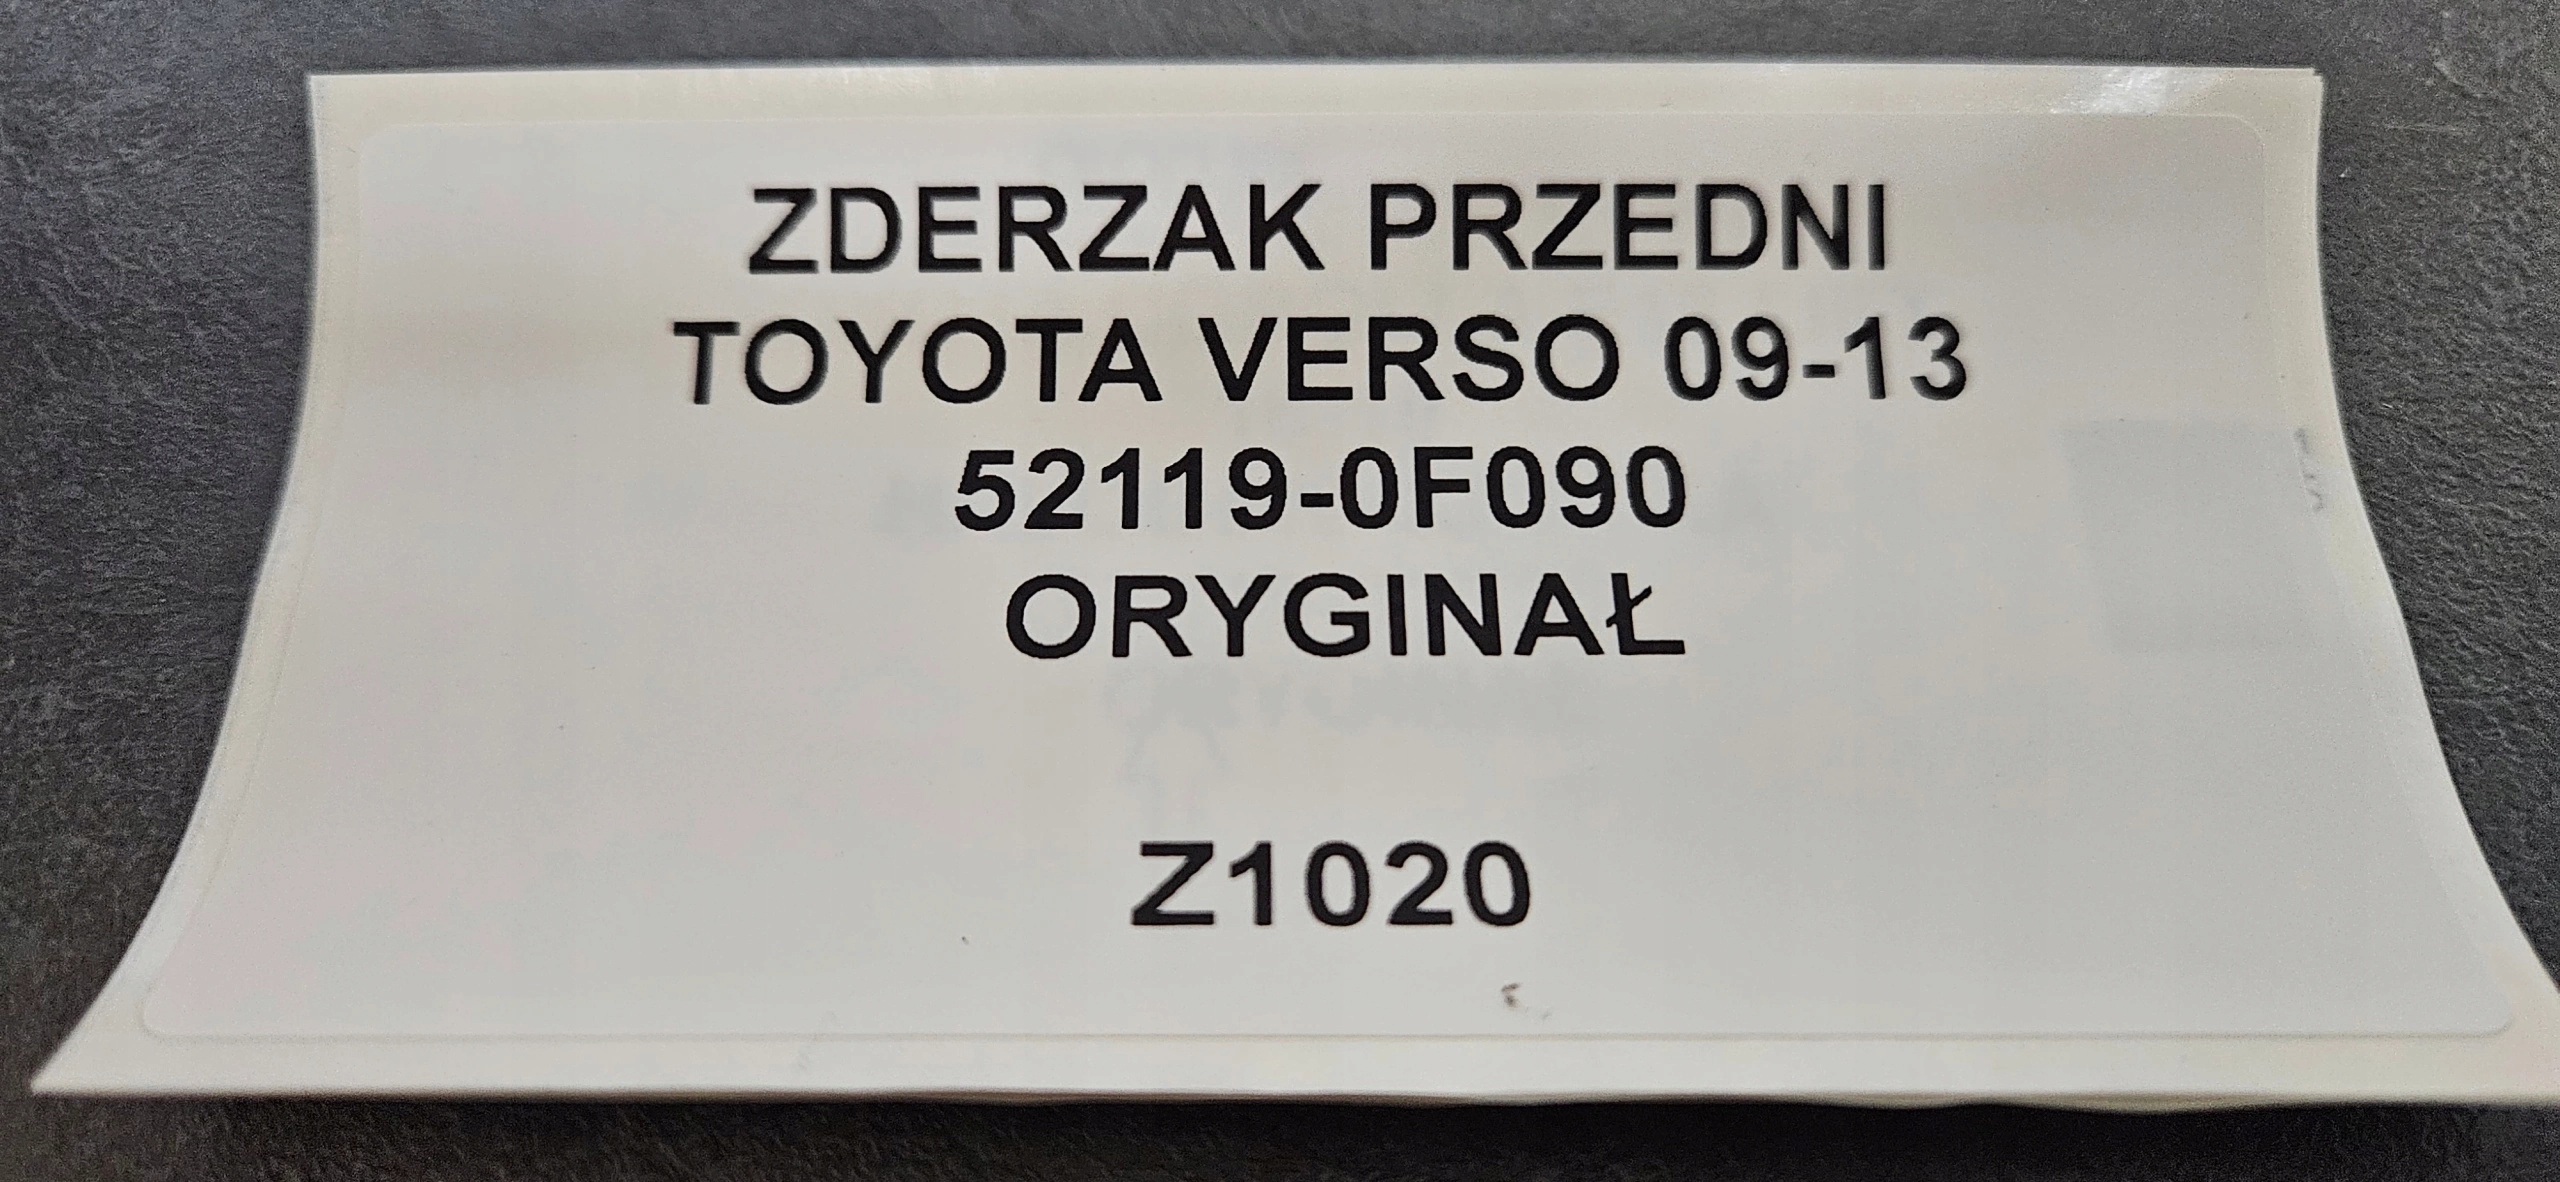 ZDERZAK PRZEDNI
TOYOTA VERSO 09-13
52119-0F090
ORYGINAŁ
Z1020